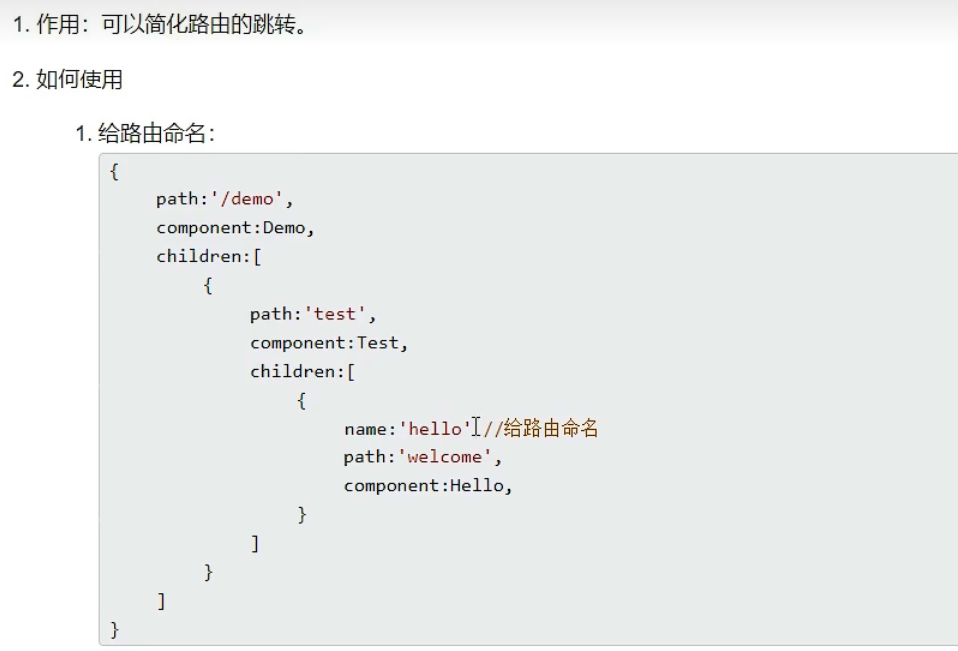 1. 作用：可以简化路由的跳转。
2. 如何使用
1. 给路由命名：
{
path:'/demo',
component:Demo,
children:[
{
path:'test',
component:Test,
children:[
{
name:'hello' //给路由命名
path:'welcome',
component:Hello,
}
]
}
]
}